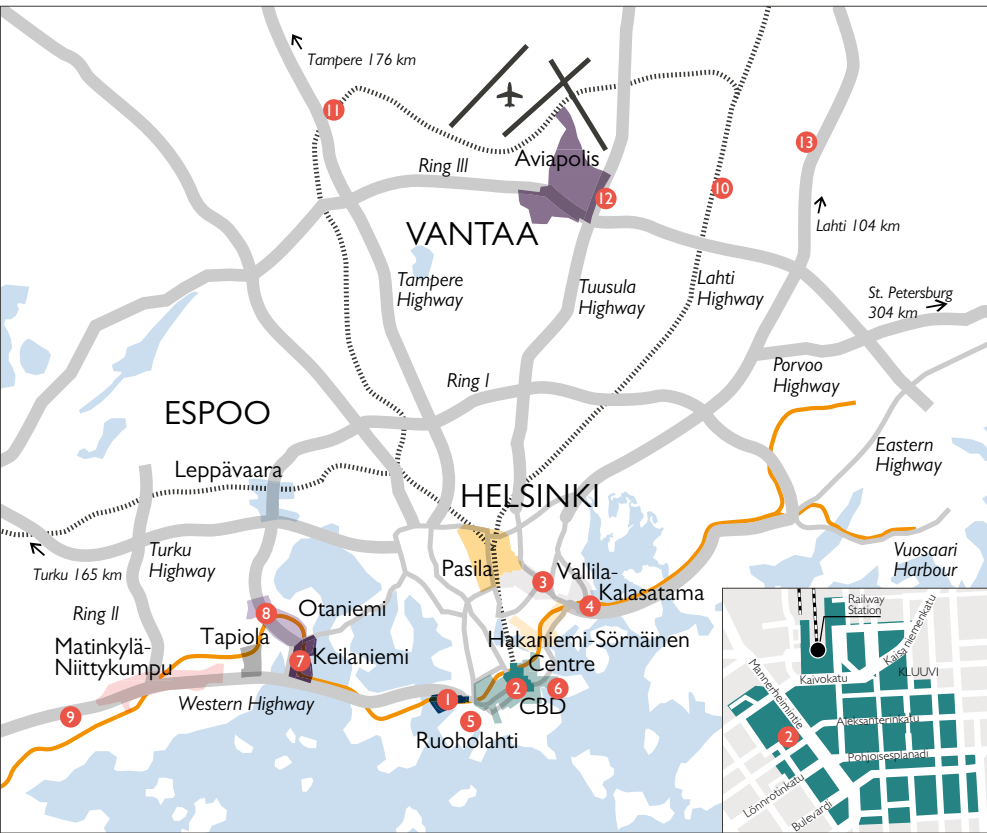 Tampere 176 km
11
13
Aviapolis
Ring III
10
12
Lahti 104 km
VANTAA
Tampere
Highway
Tuusula
Highway
Lahti
Highway
St. Petersburg
304 km
Porvoo
Highway
Ring I
ESPOO
Eastern
Highway
Leppävaara
HELSINKI
Turku
Highway
Turku 165 km
Pasila
3
Vallila-
Kalasatama
4
Vuosaari
Harbour
Ring II
8
Otaniemi
Tapiola
Matinkylä-
Niittykumpu
7
Keilaniemi
Hakaniemi-Sörnäinen
Centre
2
6
CBD
Western Highway
9
1
5
Ruoholahti
Railway
Station
Kaisaniemenkatu
KLUUVI
Kaivokatu
Mannerheimintie
Aleksanterinkatu
2
Pohjoisesplanadi
Lönnrotinkatu
Bulevardi